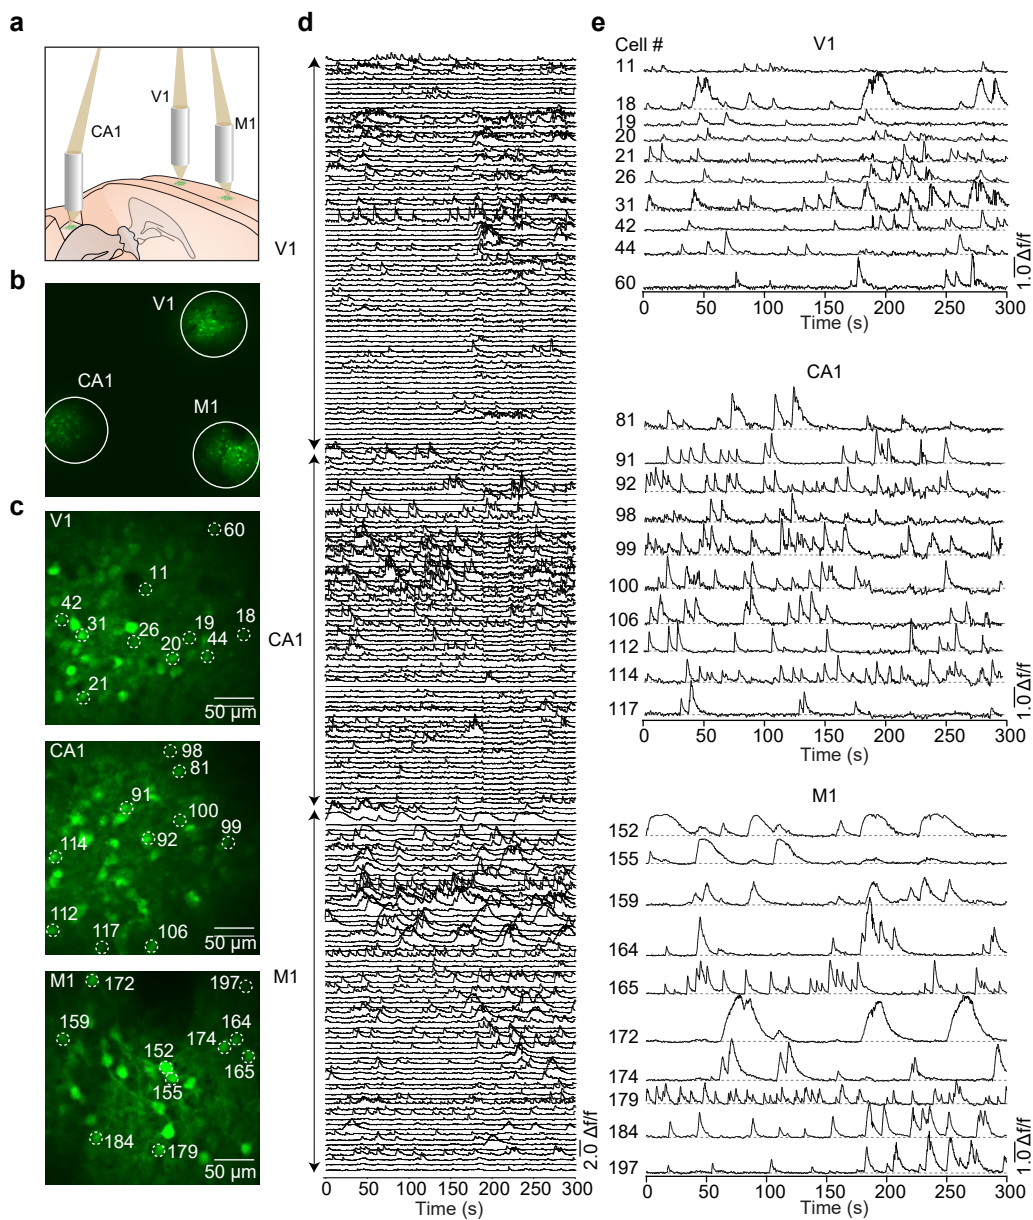 a
CA1
V1
M1
b
V1
CA1
M1
c
V1
60
11
42
31
26
19
18
20
44
21
50 µm
CA1
98
81
91
100
92
99
114
112
117
106
50 µm
M1
172
197
159
164
174
152
165
155
184
179
50 µm
d
V1
CA1
M1
2.0 Δf/f
0 50 100 150 200 250 300
Time (s)
e
Cell #
V1
11
18
19
20
21
26
31
42
44
60
1.0 Δf/f
0 50 100 150 200 250 300
Time (s)
CA1
81
91
92
98
99
100
106
112
114
117
1.0 Δf/f
0 50 100 150 200 250 300
Time (s)
M1
152
155
159
164
165
172
174
179
184
197
1.0 Δf/f
0 50 100 150 200 250 300
Time (s)